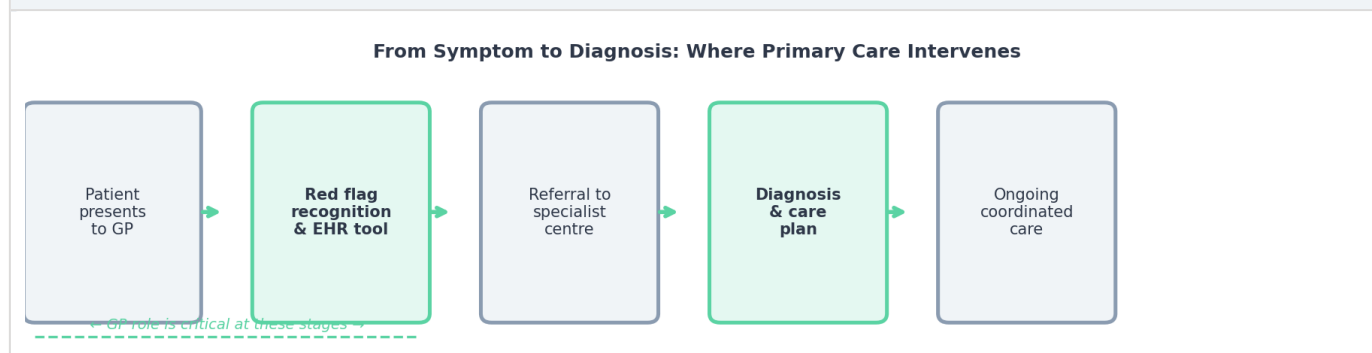 From Symptom to Diagnosis: Where Primary Care Intervenes
Patient
presents
to GP
Red flag
recognition
& EHR tool
Referral to
specialist
centre
Diagnosis
& care
plan
Ongoing
coordinated
care
← GP role is critical at these stages →